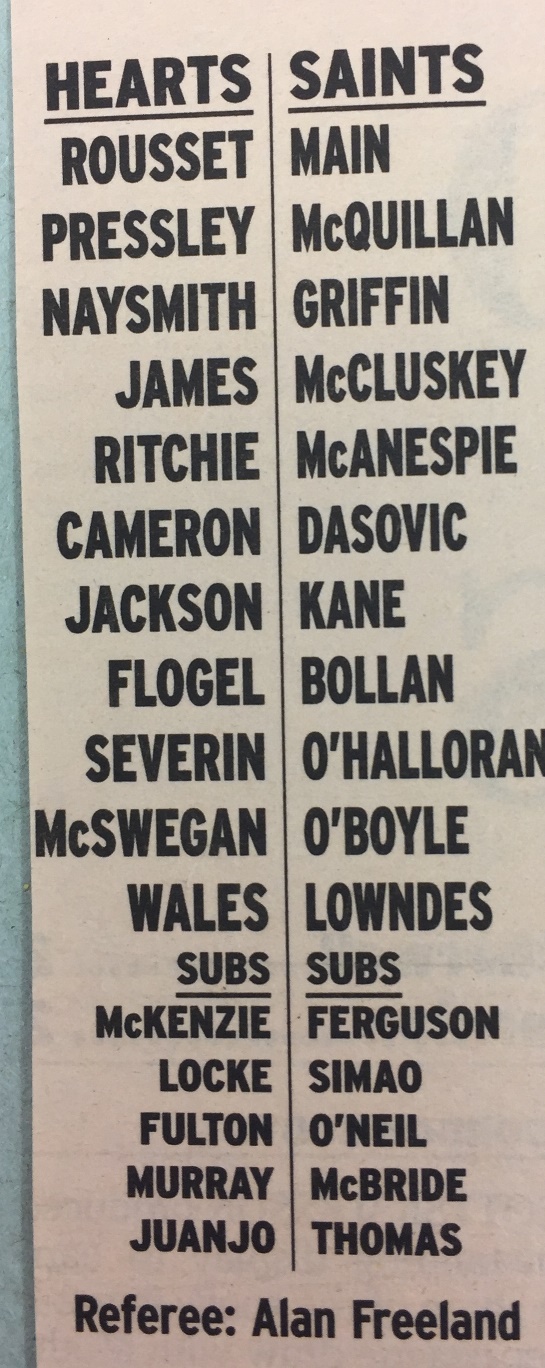 HEARTS SAINTS
ROUSSET MAIN
PRESSLEY McQUILLAN
NAYSMITH GRIFFIN
JAMES McCLUSKEY
RITCHIE McANESPIE
CAMERON DASOVIC
JACKSON KANE
FLOGEL BOLLAN
SEVERIN O'HALLORAN
McSWEGAN O'BOYLE
WALES LOWNDES
SUBS SUBS
McKENZIE FERGUSON
LOCKE SIMAO
FULTON O'NEIL
MURRAY McBRIDE
JUANJO THOMAS
Referee: Alan Freeland